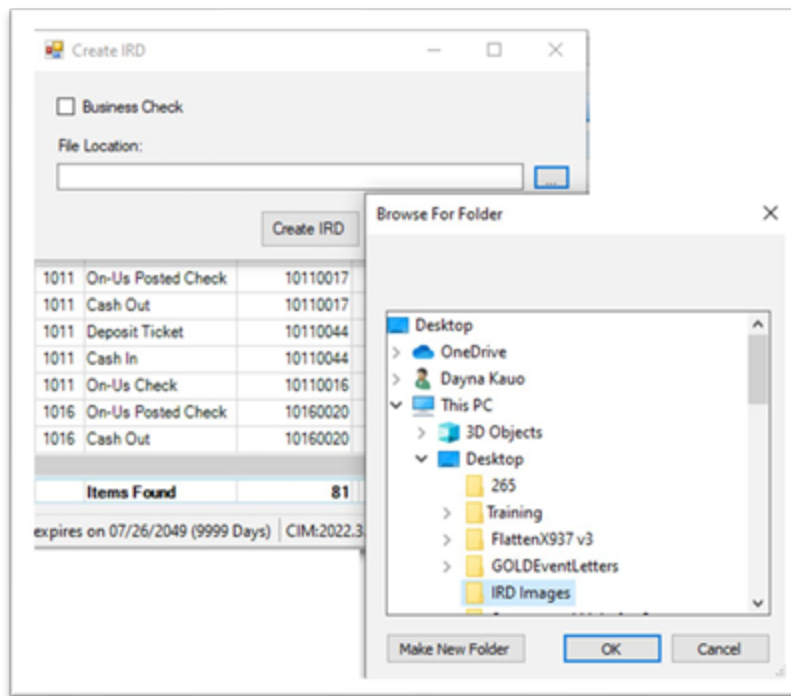 Create IRD
Business Check
File Location:
...
Create IRD
1011 On-Us Posted Check 10110017
1011 Cash Out 10110017
1011 Deposit Ticket 10110044
1011 Cash In 10110044
1011 On-Us Check 10110016
1016 On-Us Posted Check 10160020
1016 Cash Out 10160020
Items Found 81
expires on 07/26/2049 (9999 Days) CIM:2022.3.
Browse For Folder
Desktop
OneDrive
Dayna Kauo
This PC
3D Objects
Desktop
265
Training
FlattenX937 v3
GOLDEventLetters
IRD Images
Make New Folder
OK
Cancel